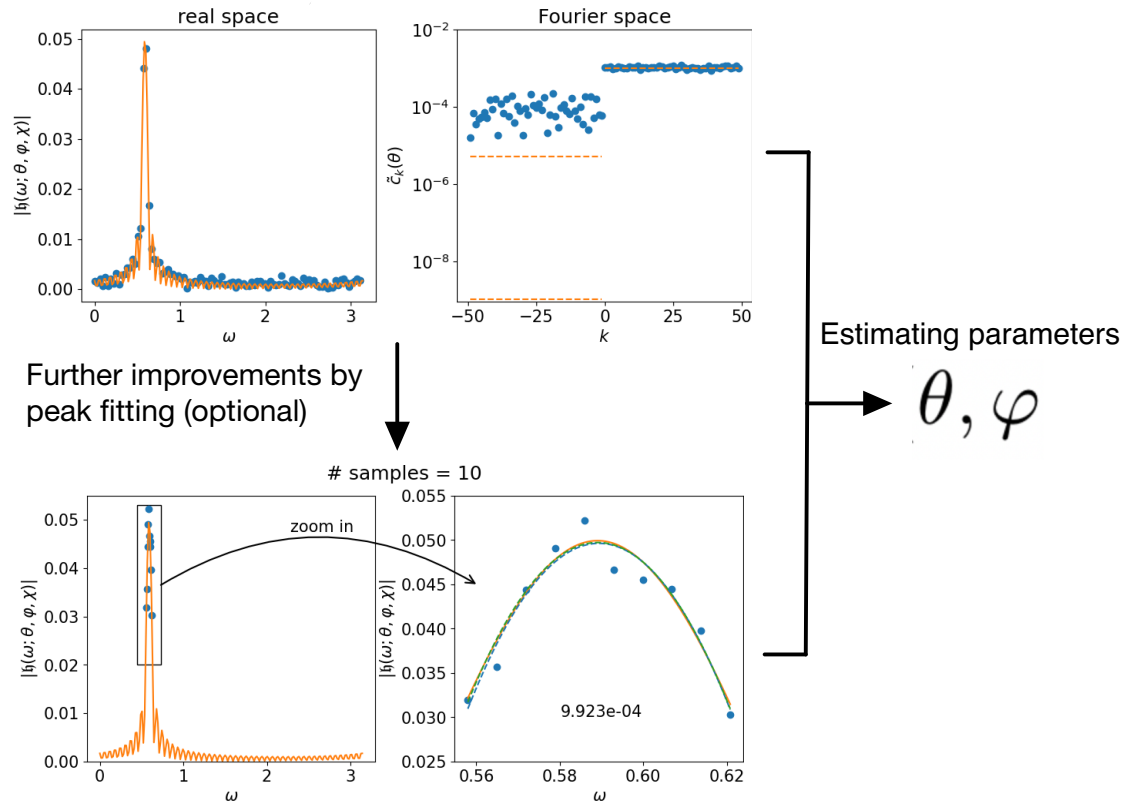 real space
Fourier space
0.05
0.04
0.03
0.02
0.01
0.00
|𝔥(ω; θ, φ, χ)|
0 1 2 3
ω
10⁻²
10⁻⁴
10⁻⁶
10⁻⁸
c̃ₖ(θ)
−50 −25 0 25 50
k
Estimating parameters
θ, φ
Further improvements by
peak fitting (optional)
# samples = 10
0.05
0.04
0.03
0.02
0.01
0.00
|𝔥(ω; θ, φ, χ)|
0 1 2 3
ω
zoom in
0.055
0.050
0.045
0.040
0.035
0.030
0.025
|𝔥(ω; θ, φ, χ)|
9.923e-04
0.56 0.58 0.60 0.62
ω